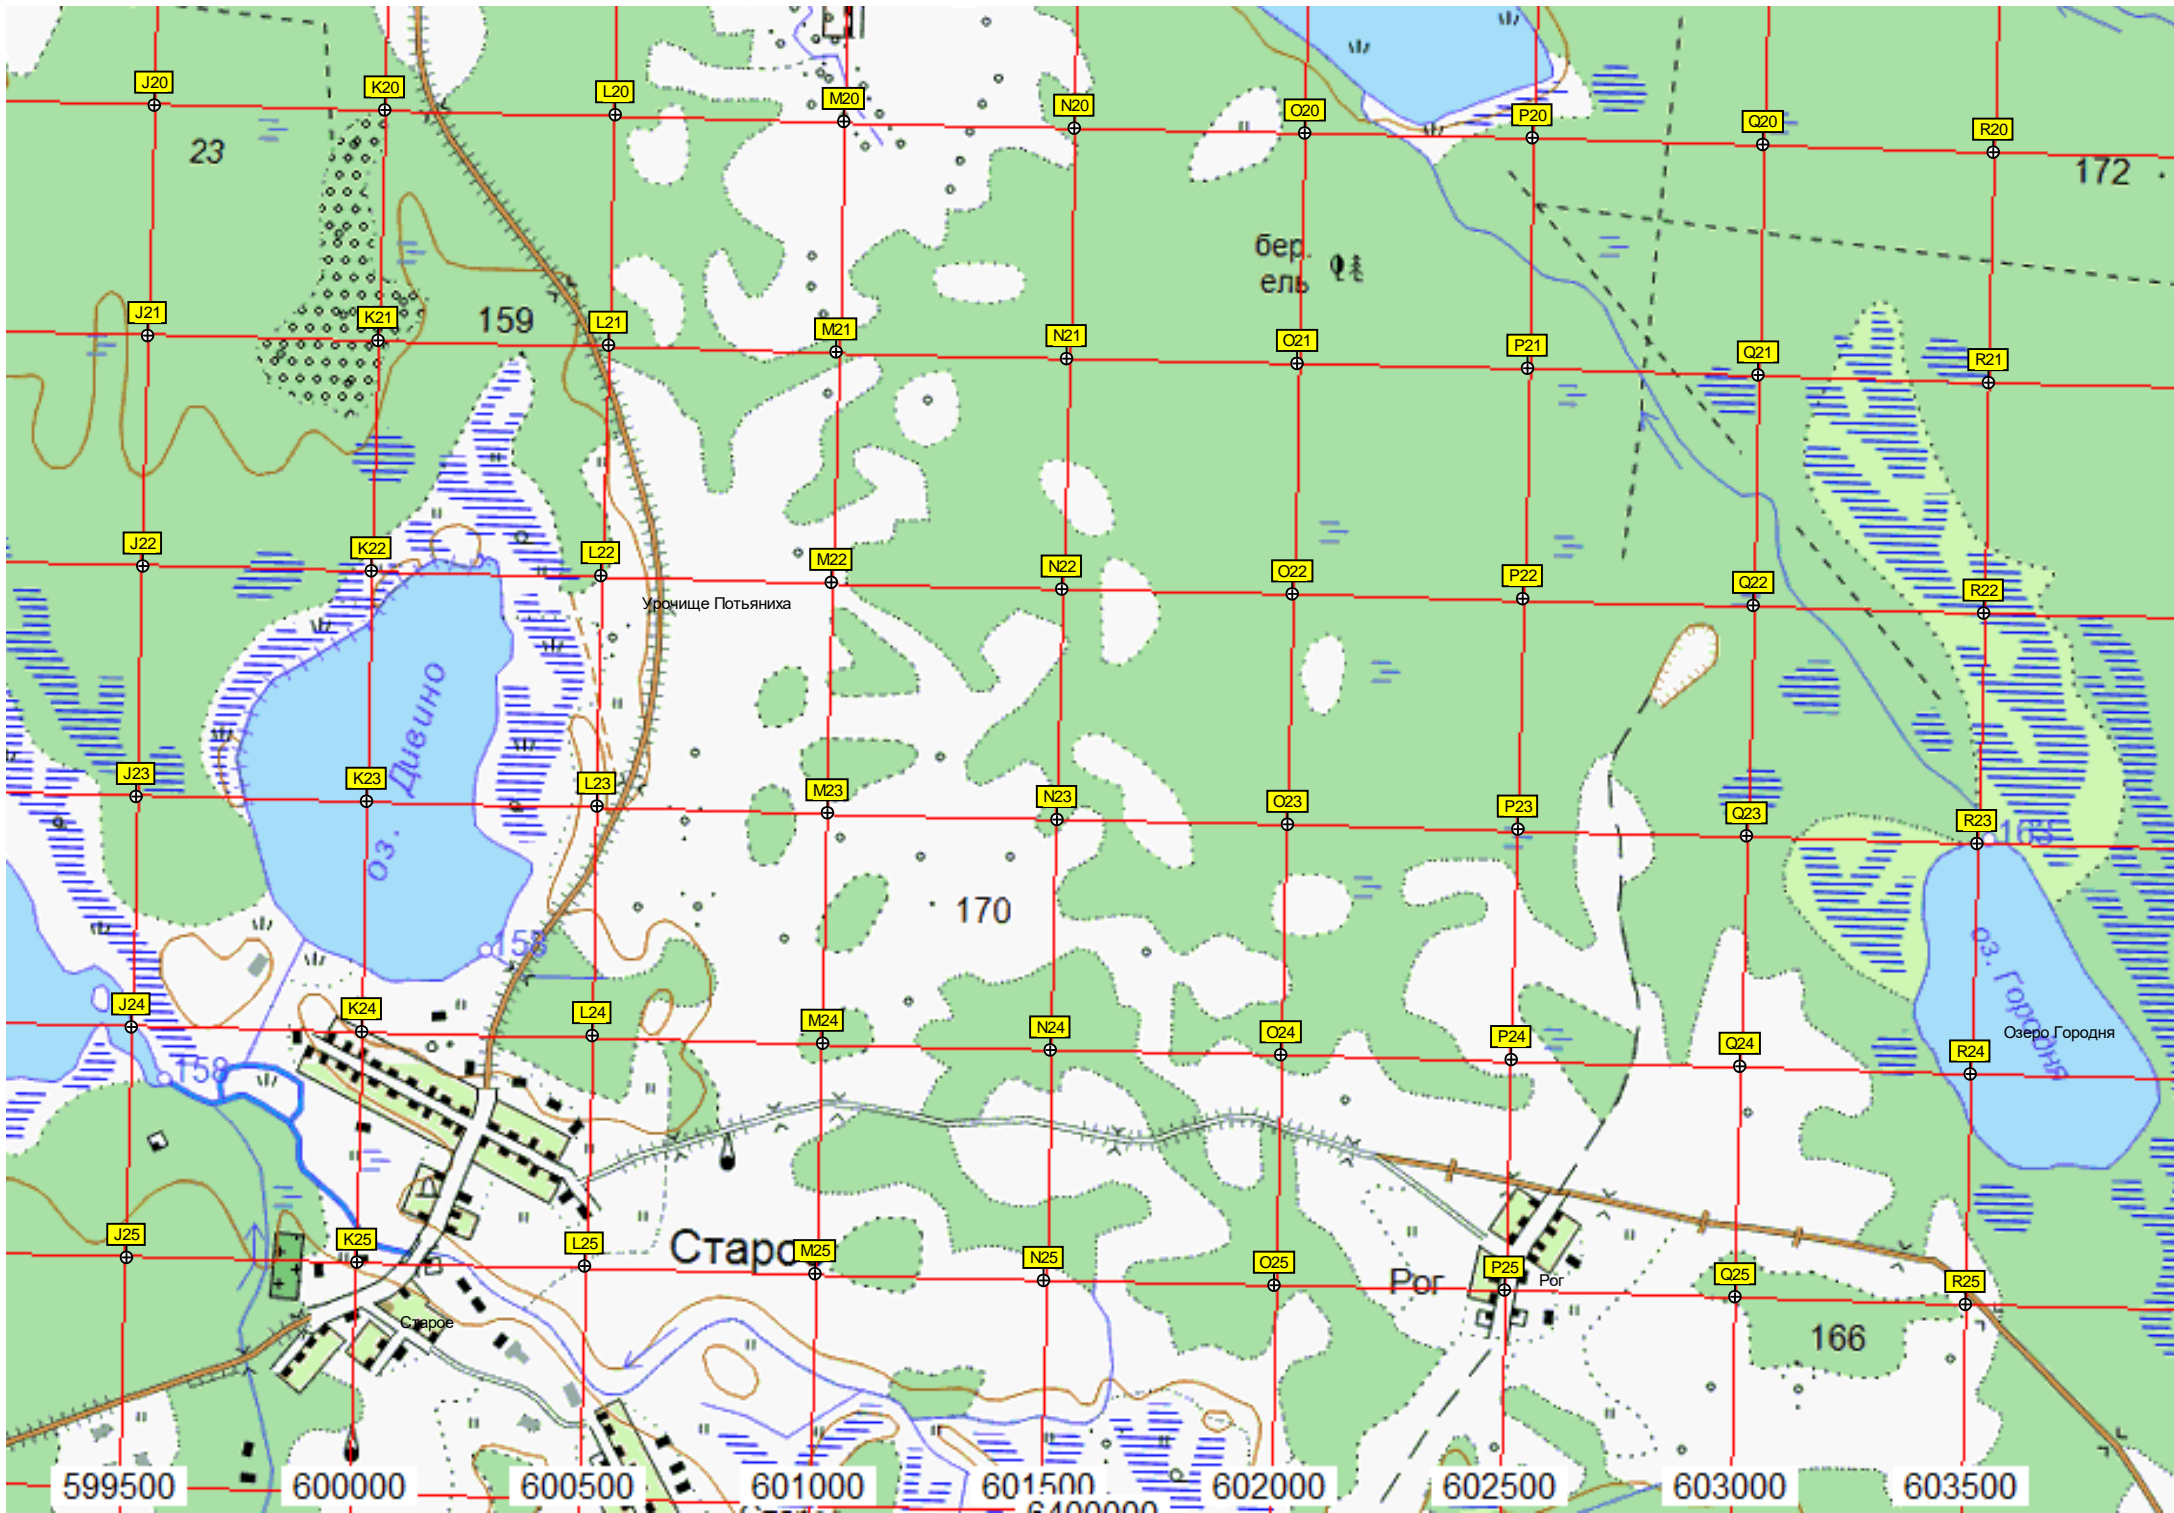 J20 K20 L20 M20 N20 O20 P20 Q20 R20
23
172
бер.
ель
159
J21 K21 L21 M21 N21 O21 P21 Q21 R21
J22 K22 L22 M22 N22 O22 P22 Q22 R22
Урочище Потьяниха
оз. Дивино
J23 K23 L23 M23 N23 O23 P23 Q23 R23
170
158
оз. Городня
Озеро Городня
J24 K24 L24 M24 N24 O24 P24 Q24 R24
158
J25 K25 L25 M25 N25 O25 P25 Q25 R25
Рог
Рог
Старое
166
599500 600000 600500 601000 601500 602000 602500 603000 603500